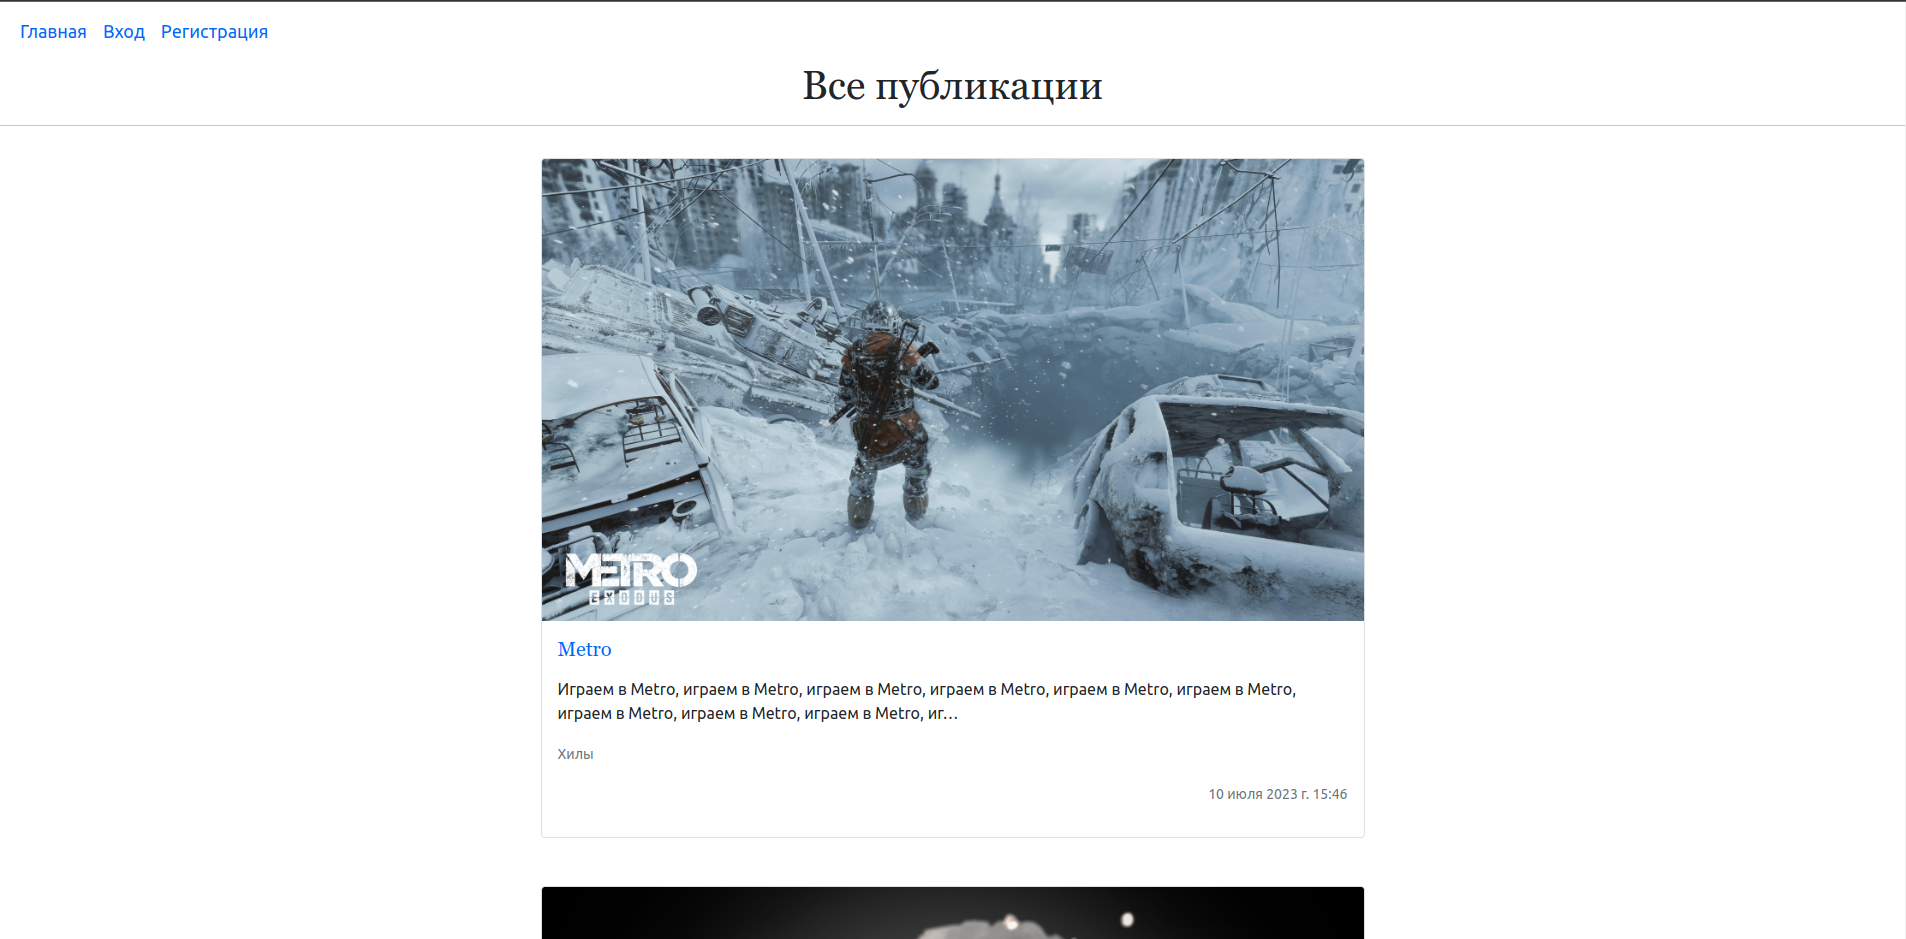 Главная Вход Регистрация
Все публикации
METRO
EXODUS
Metro
Играем в Metro, играем в Metro, играем в Metro, играем в Metro, играем в Metro, играем в Metro,
играем в Metro, играем в Metro, играем в Metro, иг…
Хилы
10 июля 2023 г. 15:46